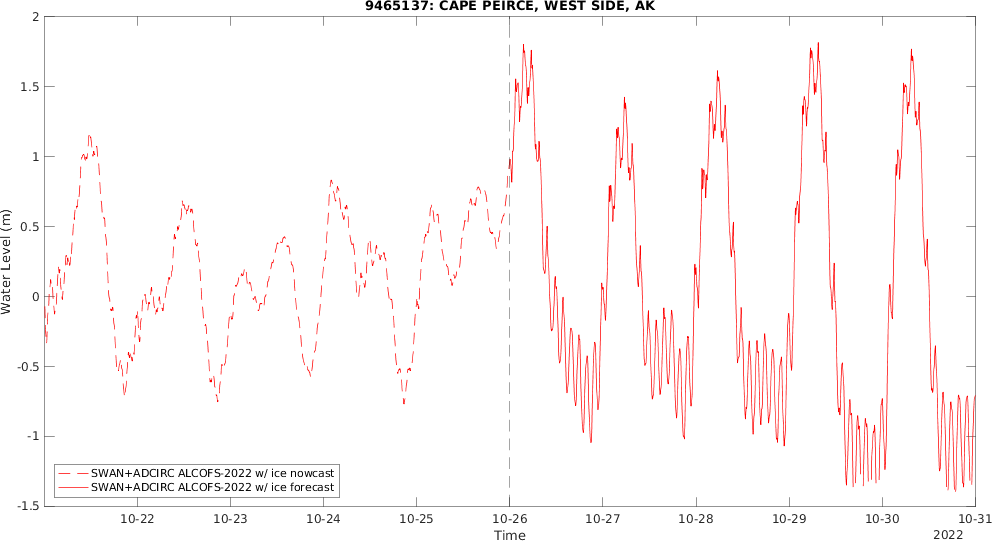 9465137: CAPE PEIRCE, WEST SIDE, AK
2
1.5
1
0.5
0
-0.5
-1
-1.5
Water Level (m)
SWAN+ADCIRC ALCOFS-2022 w/ ice nowcast
SWAN+ADCIRC ALCOFS-2022 w/ ice forecast
10-22 10-23 10-24 10-25 10-26 10-27 10-28 10-29 10-30 10-31
Time
2022